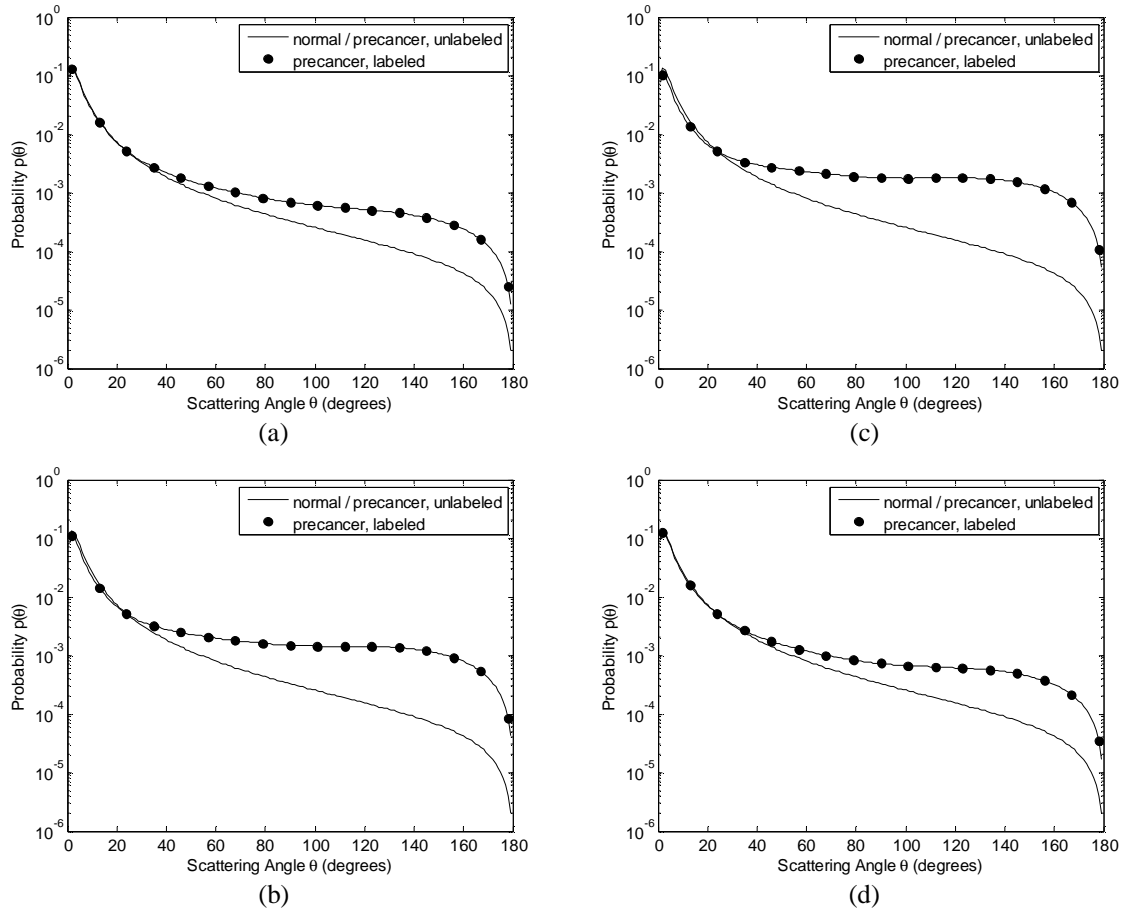 10^0
10^-1
10^-2
10^-3
10^-4
10^-5
10^-6
Probability p(θ)
normal / precancer, unlabeled
precancer, labeled
0 20 40 60 80 100 120 140 160 180
Scattering Angle θ (degrees)
(a)
10^0
10^-1
10^-2
10^-3
10^-4
10^-5
10^-6
Probability p(θ)
normal / precancer, unlabeled
precancer, labeled
0 20 40 60 80 100 120 140 160 180
Scattering Angle θ (degrees)
(c)
10^0
10^-1
10^-2
10^-3
10^-4
10^-5
10^-6
Probability p(θ)
normal / precancer, unlabeled
precancer, labeled
0 20 40 60 80 100 120 140 160 180
Scattering Angle θ (degrees)
(b)
10^0
10^-1
10^-2
10^-3
10^-4
10^-5
10^-6
Probability p(θ)
normal / precancer, unlabeled
precancer, labeled
0 20 40 60 80 100 120 140 160 180
Scattering Angle θ (degrees)
(d)